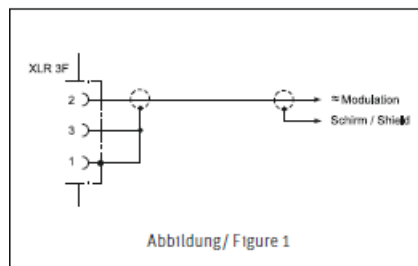 XLR 3F
2
≈ Modulation
Schirm / Shield
3
1
Abbildung/ Figure 1